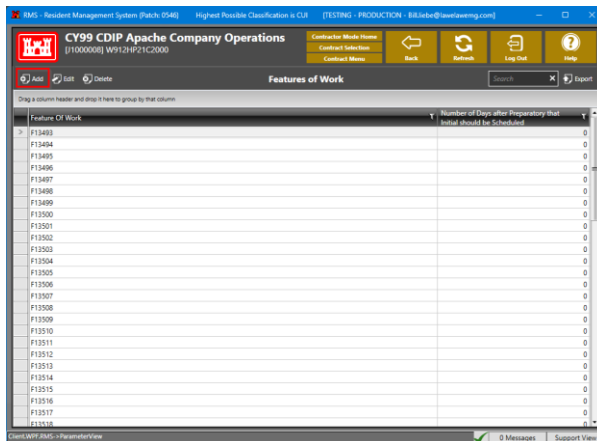 RMS - Resident Management System (Patch: 0546) Highest Possible Classification is CUI [TESTING - PRODUCTION - Bill.liebe@lawelawemg.com]
CY99 CDIP Apache Company Operations
[J1000008] W912HP21C2000
Contractor Mode Home
Contract Selection
Contract Menu
Back
Refresh
Log Out
Help
Add Edit Delete Features of Work Search Export
Drag a column header and drop it here to group by that column
Feature Of Work Number of Days after Preparatory that
Initial should be Scheduled
F13493 0
F13494 0
F13495 0
F13496 0
F13497 0
F13498 0
F13499 0
F13500 0
F13501 0
F13502 0
F13503 0
F13504 0
F13505 0
F13506 0
F13507 0
F13508 0
F13509 0
F13510 0
F13511 0
F13512 0
F13513 0
F13514 0
F13515 0
F13516 0
F13517 0
F13518 0
Client.WPF.RMS->ParameterView 0 Messages Support View